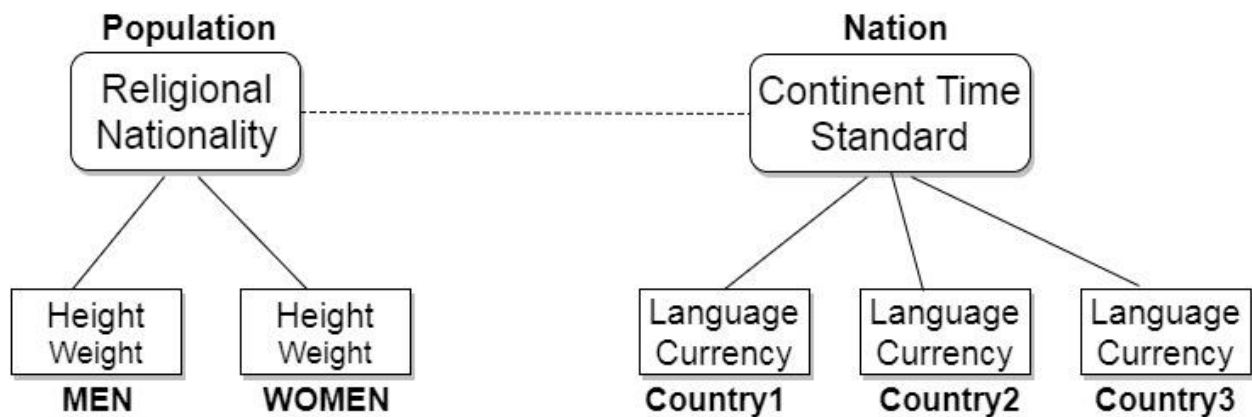 Population
Religional
Nationality
Height
Weight
MEN
Height
Weight
WOMEN
Nation
Continent Time
Standard
Language
Currency
Country1
Language
Currency
Country2
Language
Currency
Country3